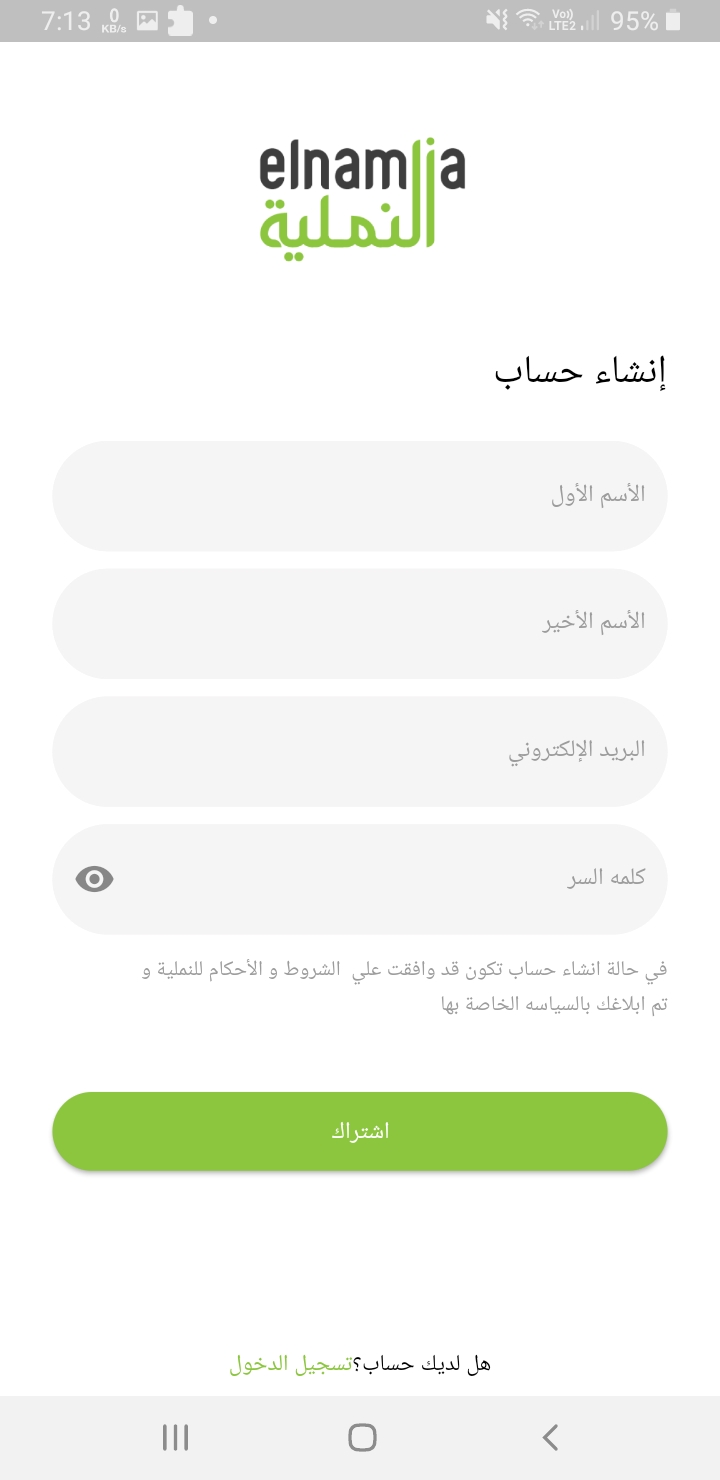 7:13 0 KB/s Vo)) LTE2 95%
elnamlia
النملية
إنشاء حساب
الأسم الأول
الأسم الأخير
البريد الإلكتروني
كلمه السر
في حالة انشاء حساب تكون قد وافقت علي الشروط و الأحكام للنملية و
تم ابلاغك بالسياسه الخاصة بها
اشتراك
هل لديك حساب؟تسجيل الدخول